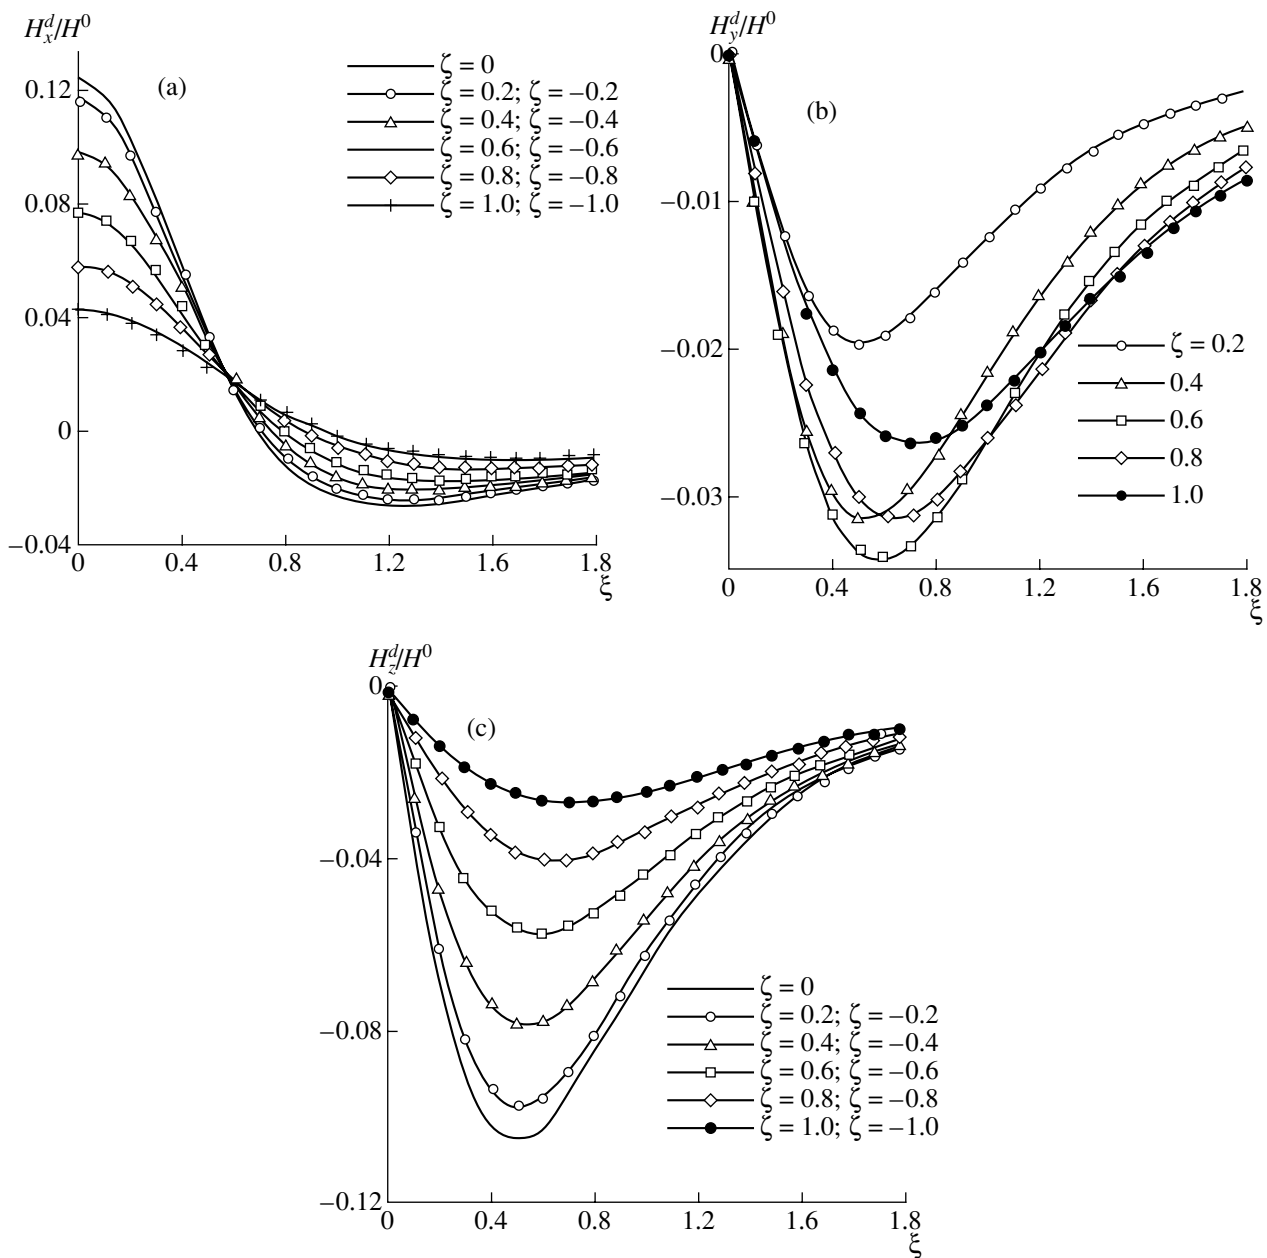 H_x^d/H^0
0.12
0.08
0.04
0
−0.04
0 0.4 0.8 1.2 1.6 1.8
ξ
(a)
ζ = 0
ζ = 0.2; ζ = −0.2
ζ = 0.4; ζ = −0.4
ζ = 0.6; ζ = −0.6
ζ = 0.8; ζ = −0.8
ζ = 1.0; ζ = −1.0
H_y^d/H^0
0
−0.01
−0.02
−0.03
0 0.4 0.8 1.2 1.6 1.8
ξ
(b)
ζ = 0.2
0.4
0.6
0.8
1.0
H_z^d/H^0
0
−0.04
−0.08
−0.12
0 0.4 0.8 1.2 1.6 1.8
ξ
(c)
ζ = 0
ζ = 0.2; ζ = −0.2
ζ = 0.4; ζ = −0.4
ζ = 0.6; ζ = −0.6
ζ = 0.8; ζ = −0.8
ζ = 1.0; ζ = −1.0